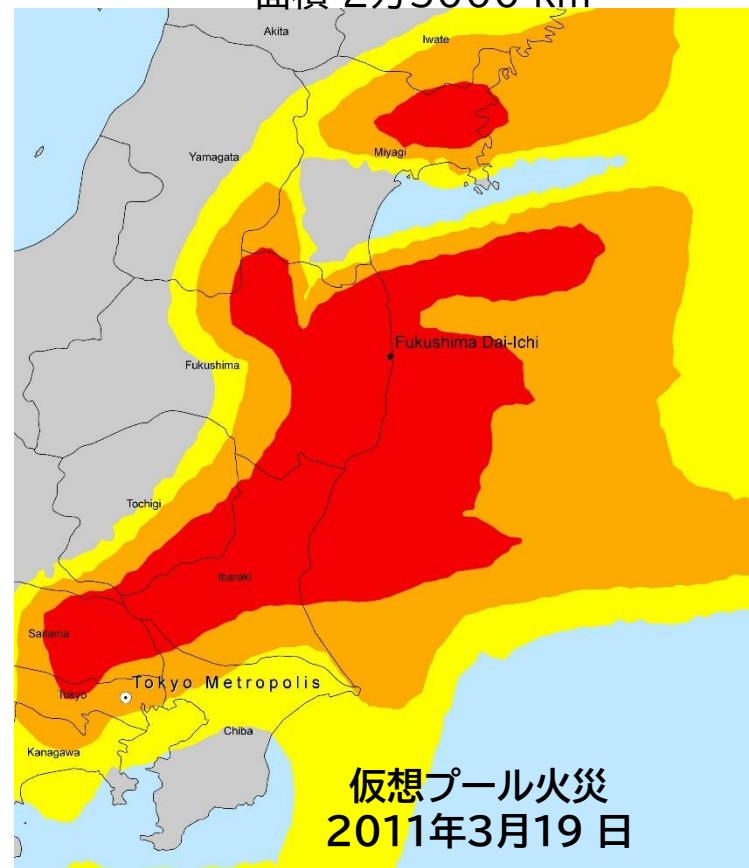 Akita
Iwate
Yamagata
Miyagi
Fukushima Dai-Ichi
Fukushima
Tochigi
Ibaraki
Saitama
Tokyo Metropolis
Tokyo
Chiba
Kanagawa
仮想プール火災
2011年3月19 日